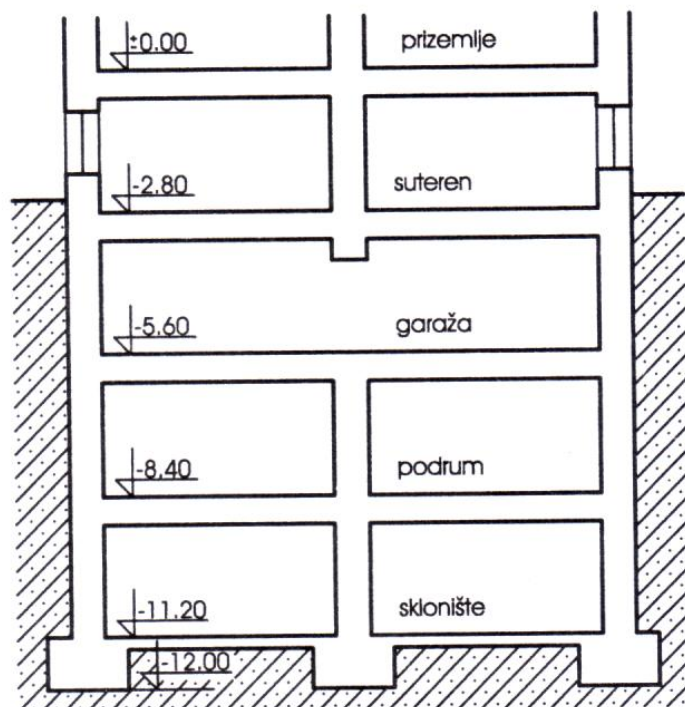 ±0.00
prizemlje
-2.80
suteren
-5.60
garaža
-8.40
podrum
-11.20
sklonište
-12.00